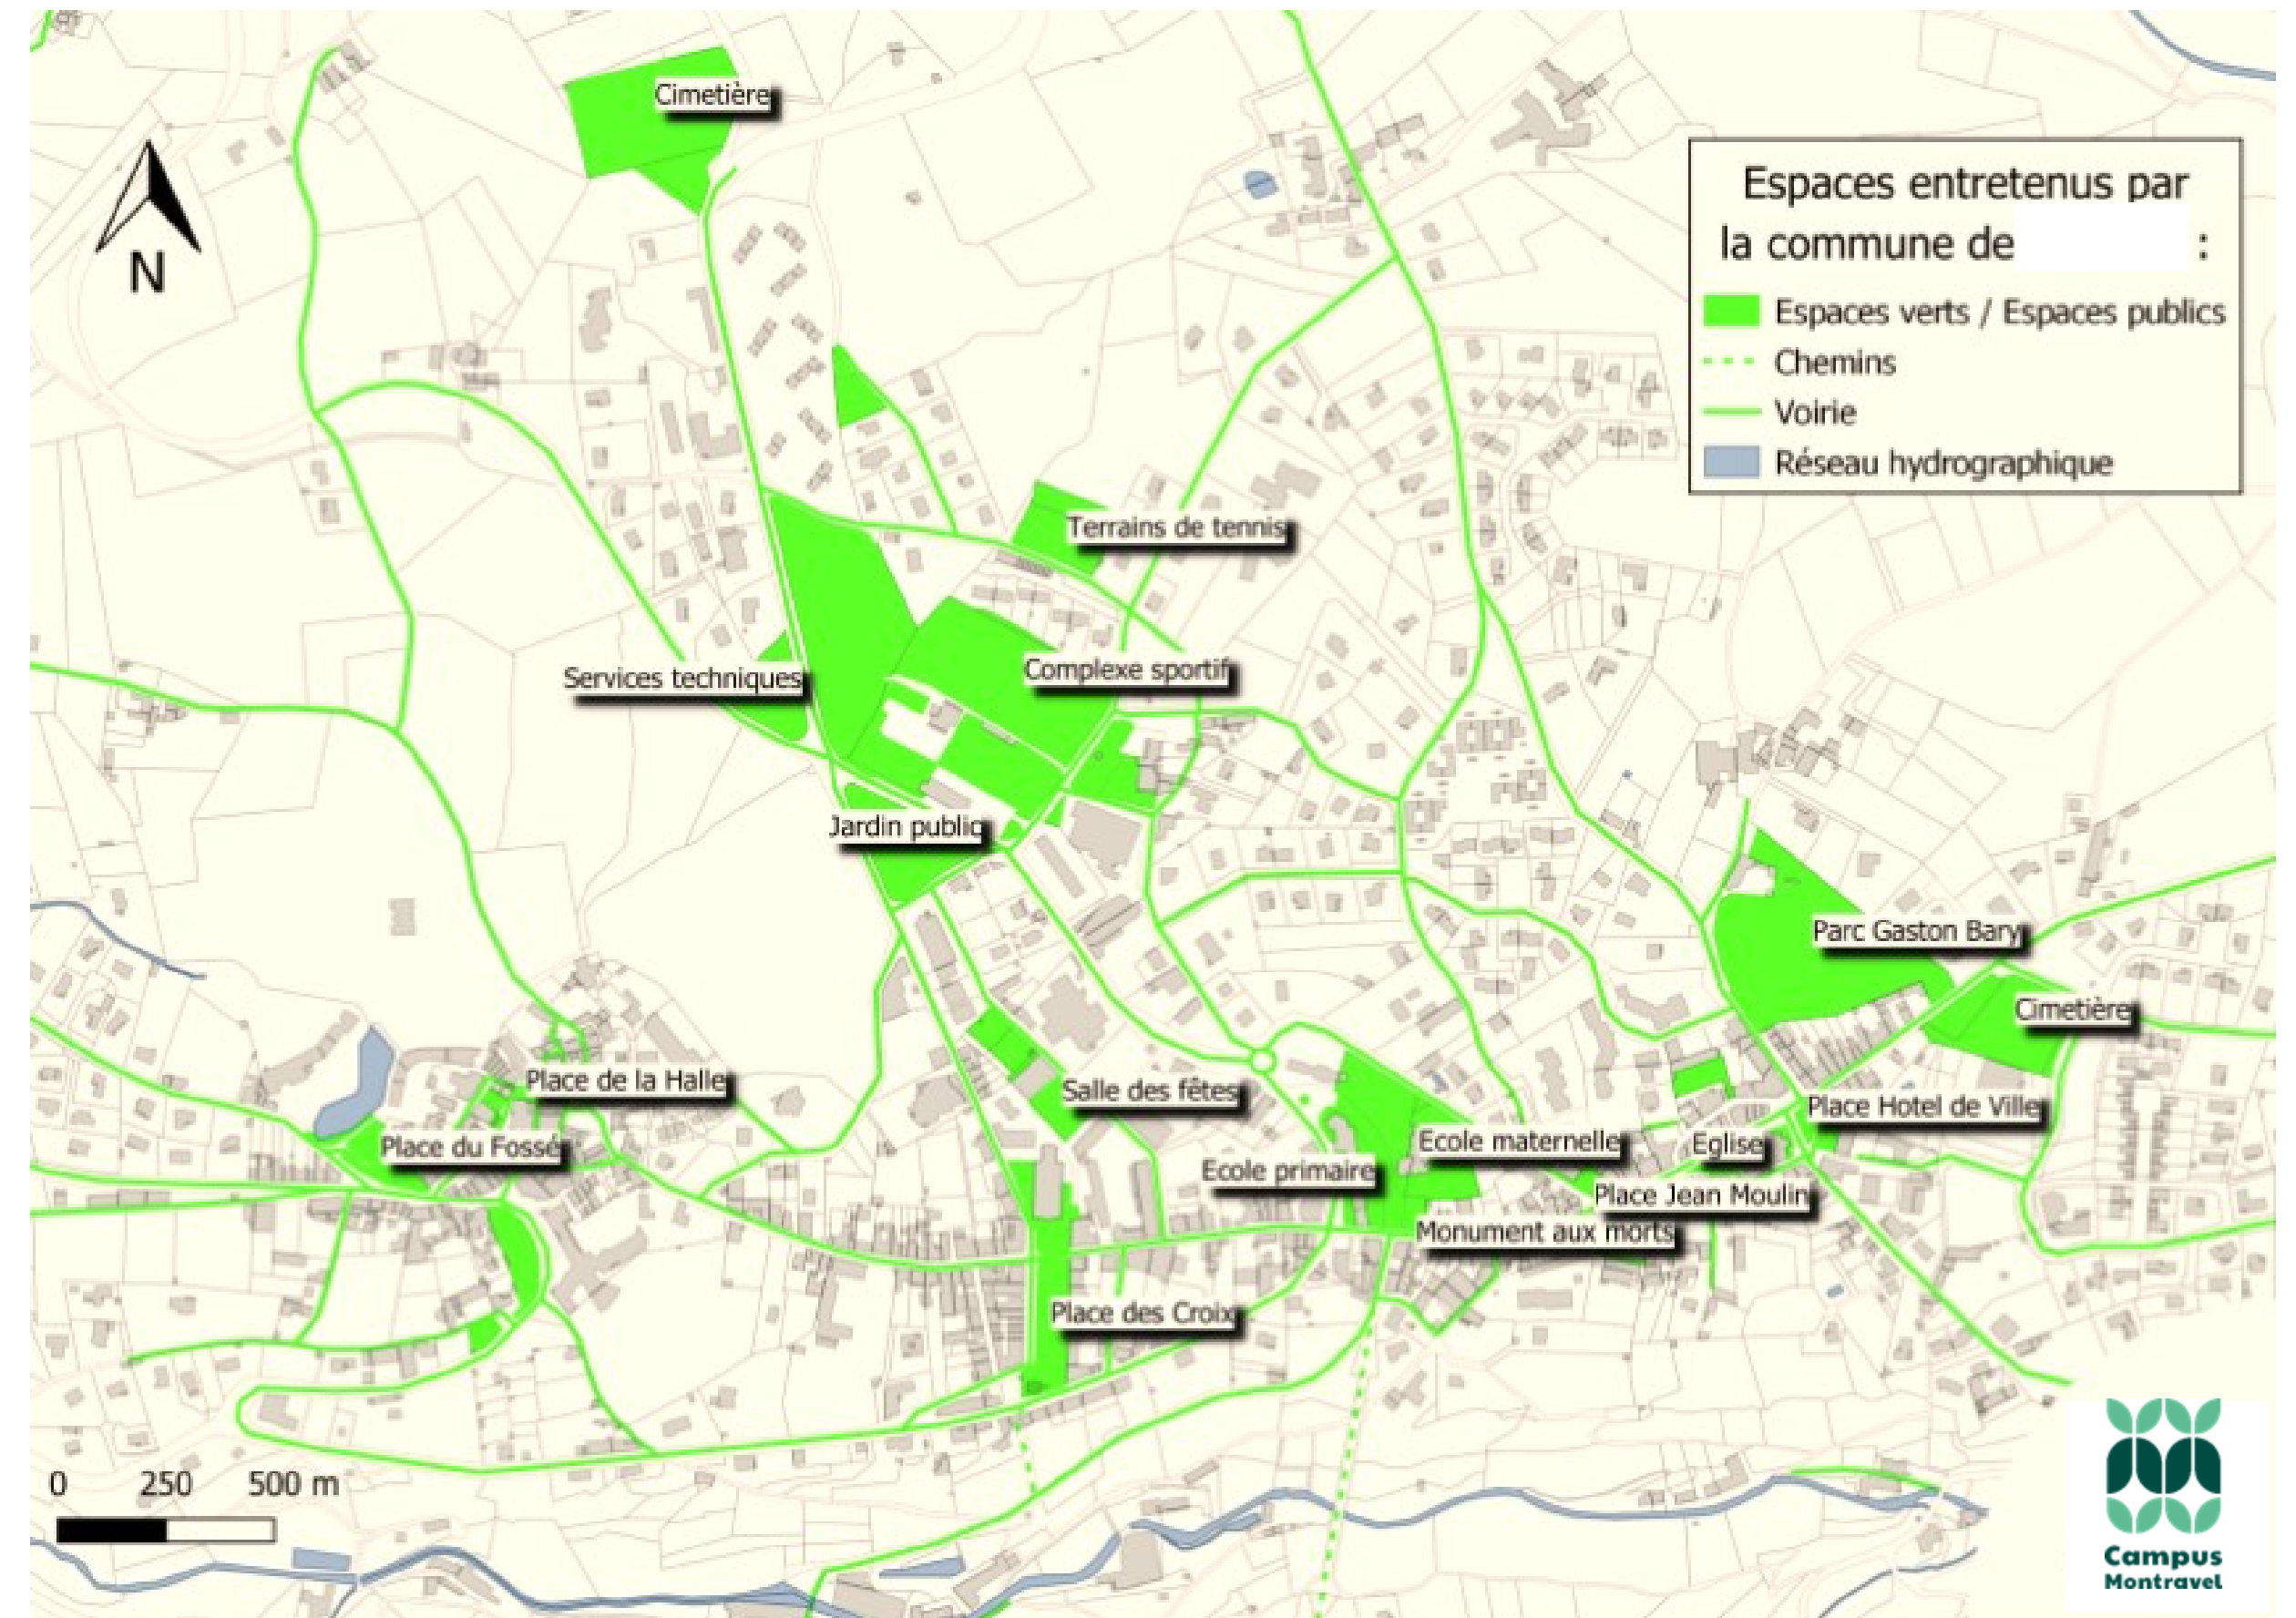 Cimetière
N
Espaces entretenus par
la commune de :
Espaces verts / Espaces publics
Chemins
Voirie
Réseau hydrographique
Terrains de tennis
Services techniques
Complexe sportif
Jardin public
Parc Gaston Bary
Cimetière
Place de la Halle
Salle des fêtes
Place Hotel de Ville
Place du Fossé
Ecole maternelle
Eglise
Ecole primaire
Place Jean Moulin
Monument aux morts
Place des Croix
0 250 500 m
Campus
Montravel